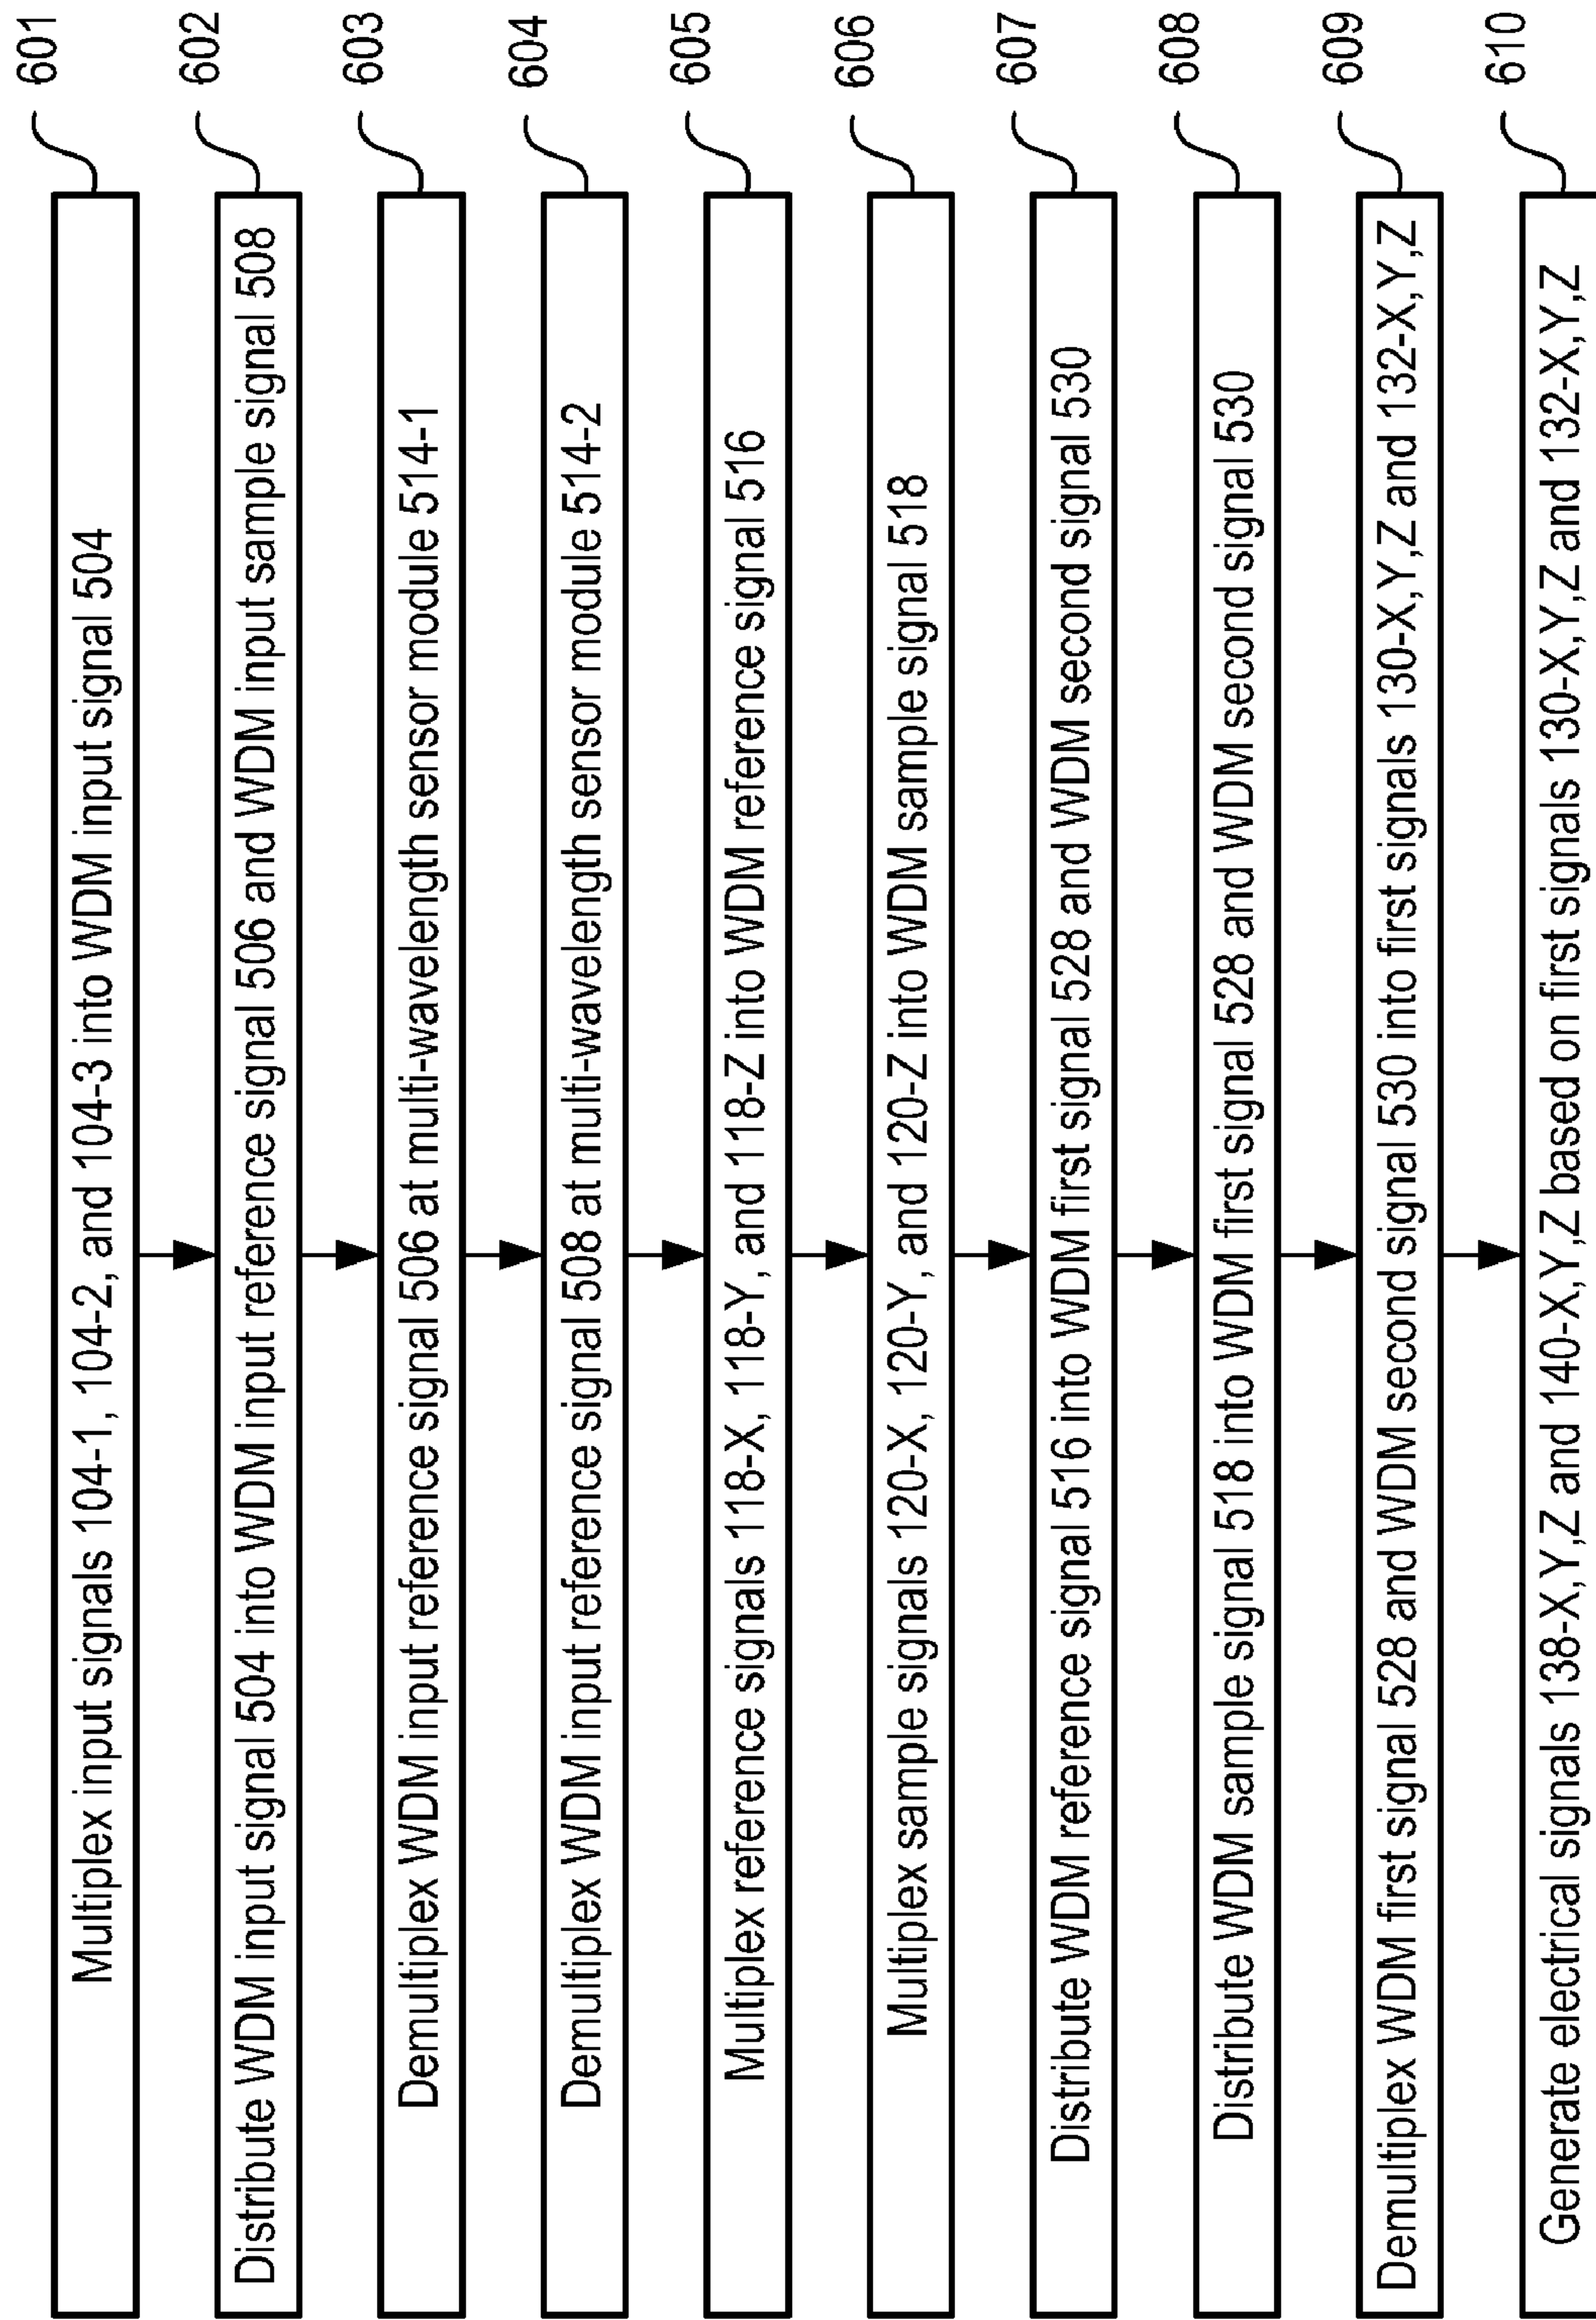 601
Multiplex input signals 104-1, 104-2, and 104-3 into WDM input signal 504
602
Distribute WDM input signal 504 into WDM input reference signal 506 and WDM input sample signal 508
603
Demultiplex WDM input reference signal 506 at multi-wavelength sensor module 514-1
604
Demultiplex WDM input reference signal 508 at multi-wavelength sensor module 514-2
605
Multiplex reference signals 118-X, 118-Y, and 118-Z into WDM reference signal 516
606
Multiplex sample signals 120-X, 120-Y, and 120-Z into WDM sample signal 518
607
Distribute WDM reference signal 516 into WDM first signal 528 and WDM second signal 530
608
Distribute WDM sample signal 518 into WDM first signal 528 and WDM second signal 530
609
Demultiplex WDM first signal 528 and WDM second signal 530 into first signals 130-X,Y,Z and 132-X,Y,Z
610
Generate electrical signals 138-X,Y,Z and 140-X,Y,Z based on first signals 130-X,Y,Z and 132-X,Y,Z